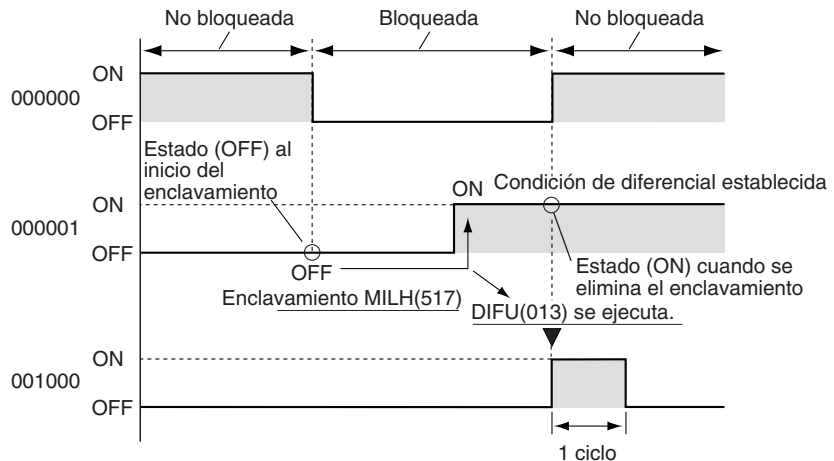 No bloqueada
Bloqueada
No bloqueada
000000
ON
OFF
Estado (OFF) al
inicio del
enclavamiento
ON
Condición de diferencial establecida
000001
ON
OFF
OFF
Estado (ON) cuando se
elimina el enclavamiento
Enclavamiento MILH(517)
DIFU(013) se ejecuta.
001000
ON
OFF
1 ciclo